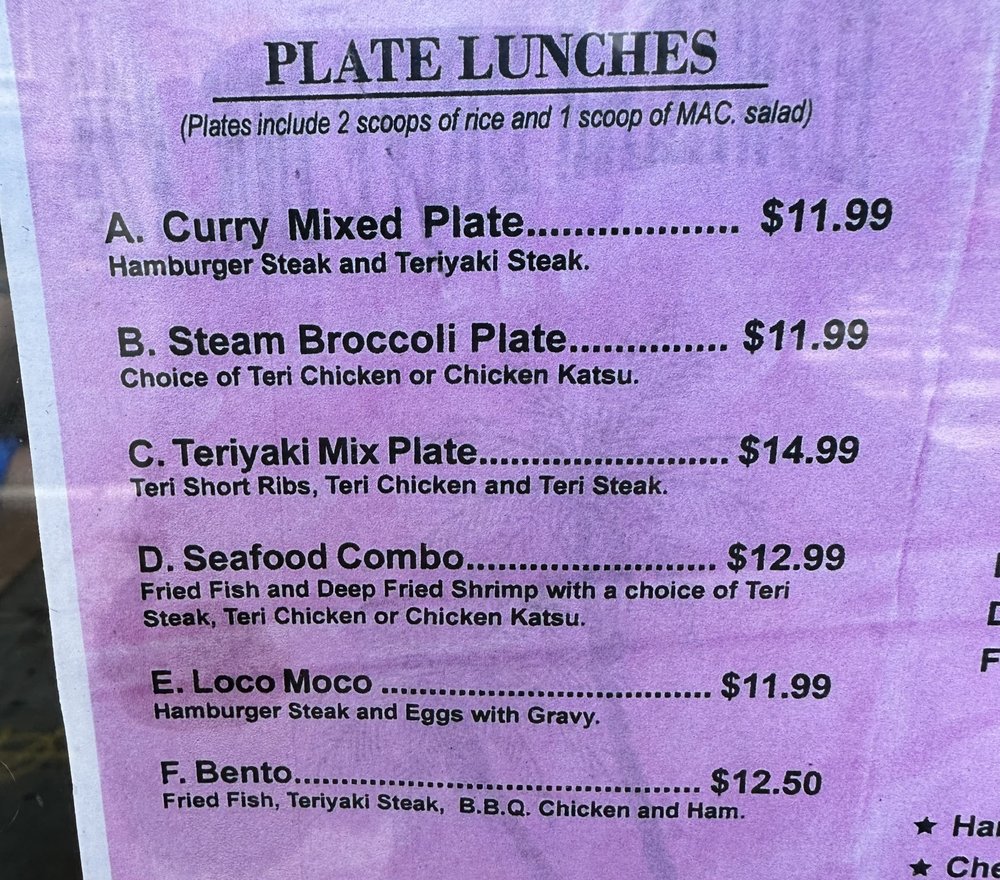 PLATE LUNCHES
(Plates include 2 scoops of rice and 1 scoop of MAC. salad)
A. Curry Mixed Plate.................. $11.99
Hamburger Steak and Teriyaki Steak.
B. Steam Broccoli Plate.............. $11.99
Choice of Teri Chicken or Chicken Katsu.
C. Teriyaki Mix Plate......................... $14.99
Teri Short Ribs, Teri Chicken and Teri Steak.
D. Seafood Combo......................... $12.99
Fried Fish and Deep Fried Shrimp with a choice of Teri
Steak, Teri Chicken or Chicken Katsu.
E. Loco Moco ................................. $11.99
Hamburger Steak and Eggs with Gravy.
F. Bento.......................................... $12.50
Fried Fish, Teriyaki Steak, B.B.Q. Chicken and Ham.